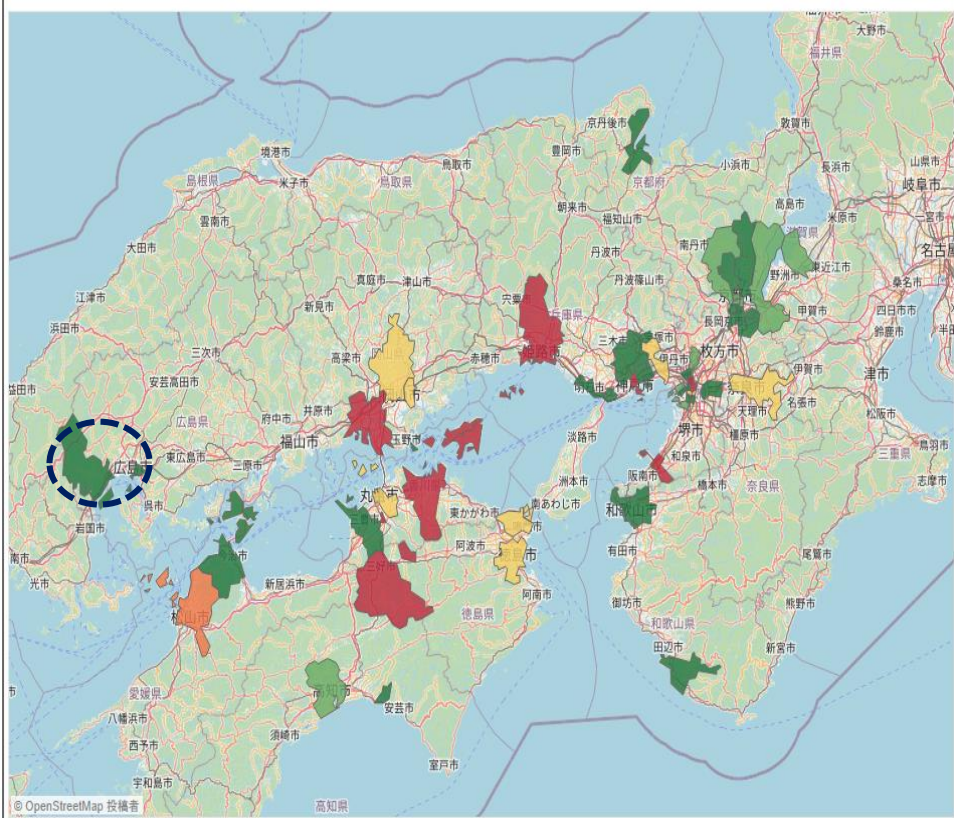 福井県
大野市
京丹後市
敦賀市
境港市
豊岡市
小浜市
長浜市
山県市
鳥取市
米子市
島根県
鳥取県
京都府
岐阜市
高島市
朝来市
米原市
一宮市
雲南市
福知山市
滋賀県
大田市
南丹市
丹波市
東近江市
野洲市
真庭市
津山市
丹波篠山市
桑名市
江津市
宍粟市
兵庫県
甲賀市
四日市市
新見市
長岡京市
浜田市
三木市
鈴鹿市
三次市
高梁市
赤穂市
姫路市
伊丹市
枚方市
伊賀市
安芸高田市
神戸市
津市
益田市
名張市
井原市
天理市
広島県
府中市
玉野市
松阪市
福山市
淡路市
堺市
橿原市
鳥羽市
広島市
東広島市
三原市
和泉市
三重県
阪南市
志摩市
洲本市
橋本市
奈良県
呉市
丸亀市
南あわじ市
和歌山市
東かがわ市
岩国市
三豊市
阿波市
有田市
尾鷲市
光市
新居浜市
三好市
徳島市
阿南市
御坊市
熊野市
松山市
徳島県
和歌山県
田辺市
新宮市
高知市
愛媛県
安芸市
八幡浜市
須崎市
西予市
室戸市
宇和島市
© OpenStreetMap 投稿者
高知県